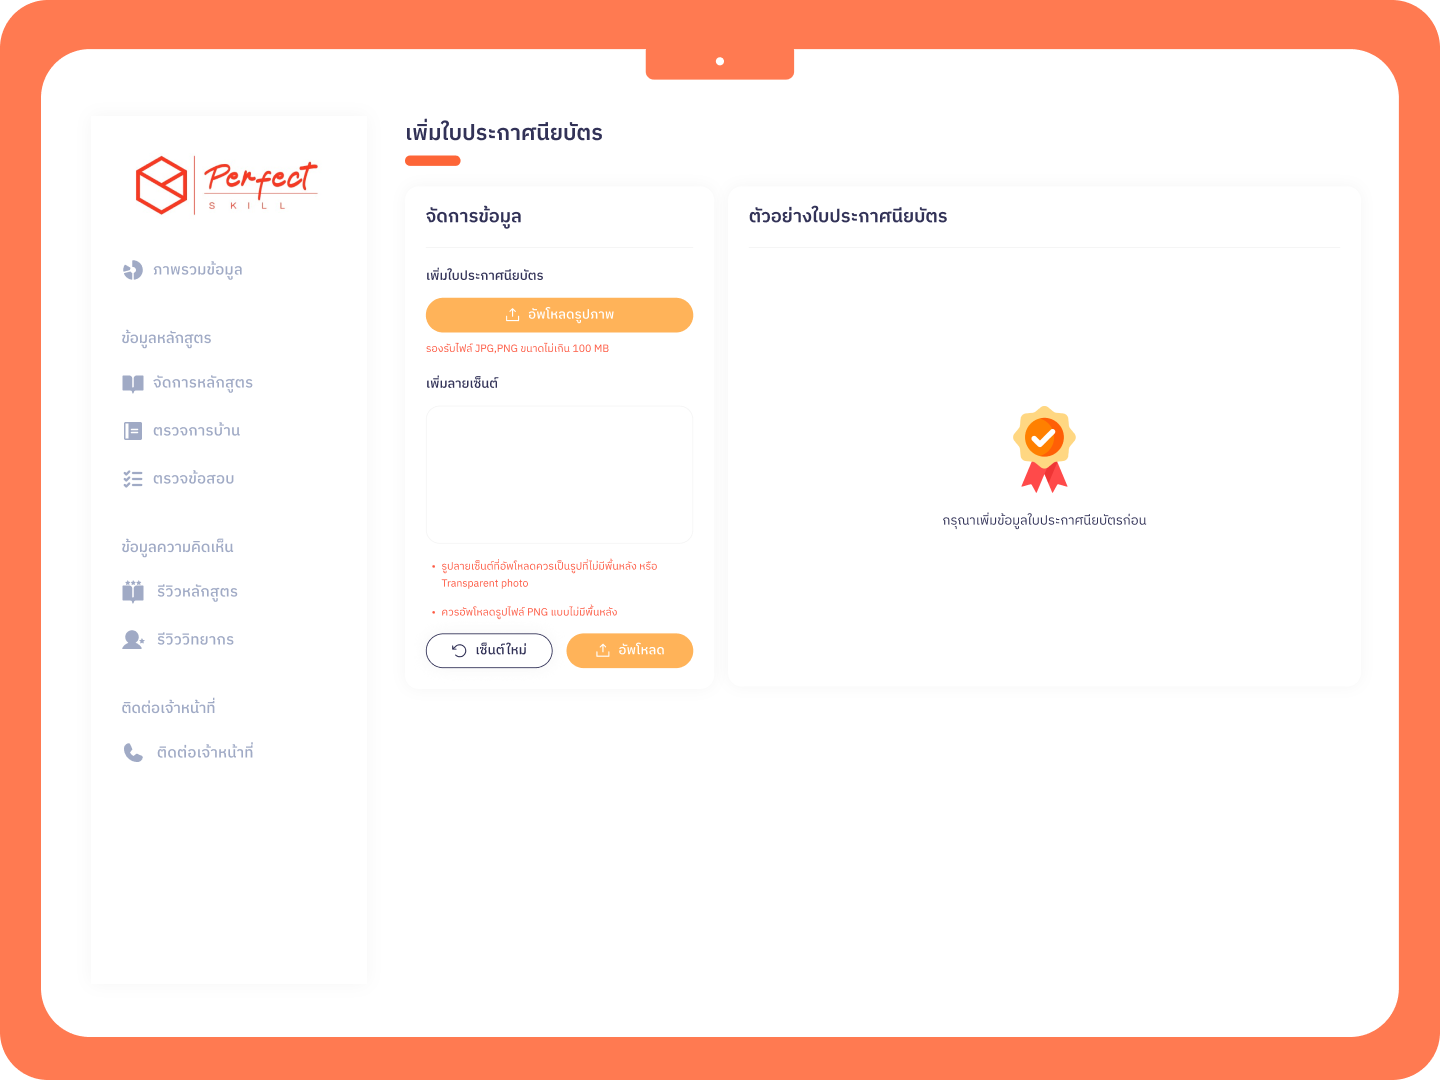 Perfect
SKILL
ภาพรวมข้อมูล
ข้อมูลหลักสูตร
จัดการหลักสูตร
ตรวจการบ้าน
ตรวจข้อสอบ
ข้อมูลความคิดเห็น
รีวิวหลักสูตร
รีวิววิทยากร
ติดต่อเจ้าหน้าที่
ติดต่อเจ้าหน้าที่
เพิ่มใบประกาศนียบัตร
จัดการข้อมูล
เพิ่มใบประกาศนียบัตร
อัพโหลดรูปภาพ
รองรับไฟล์ JPG,PNG ขนาดไม่เกิน 100 MB
เพิ่มลายเซ็นต์
• รูปลายเซ็นต์ที่อัพโหลดควรเป็นรูปที่ไม่มีพื้นหลัง หรือ
Transparent photo
• ควรอัพโหลดรูปไฟล์ PNG แบบไม่มีพื้นหลัง
เซ็นต์ใหม่
อัพโหลด
ตัวอย่างใบประกาศนียบัตร
กรุณาเพิ่มข้อมูลใบประกาศนียบัตรก่อน